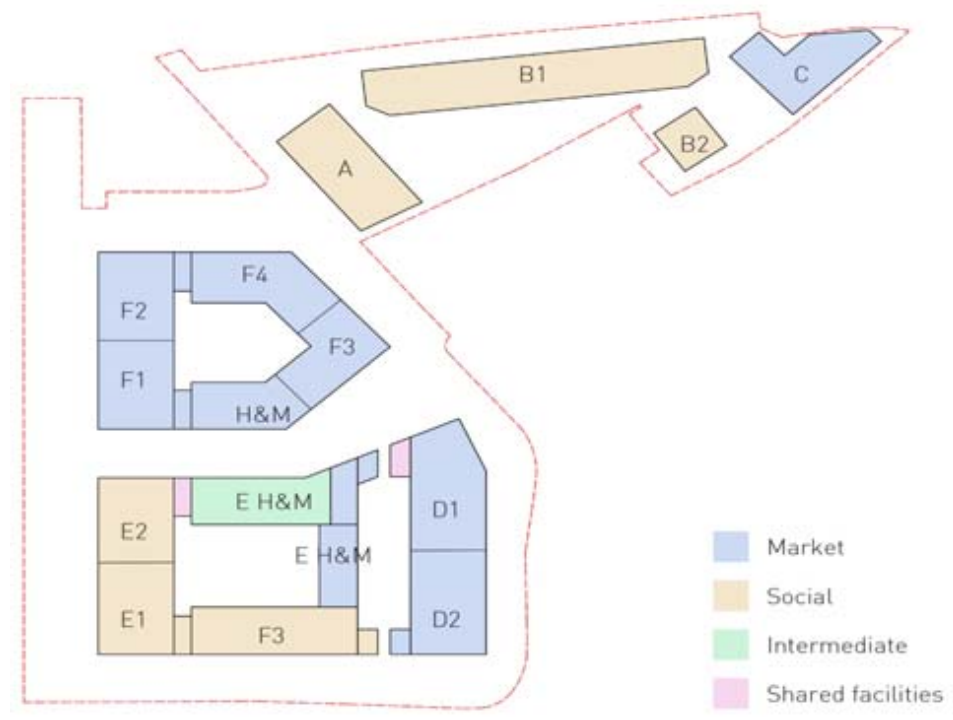 B1
C
B2
A
F4
F2
F3
F1
H&M
E2
E H&M
D1
E H&M
E1
F3
D2
Market
Social
Intermediate
Shared facilities